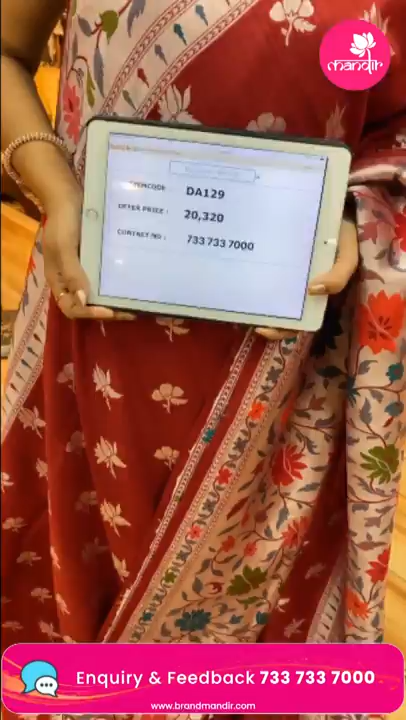 mandir
ITEMCODE : DA129
OFFER PRICE : 20,320
CONTACT NO : 733 733 7000
Enquiry & Feedback 733 733 7000
www.brandmandir.com